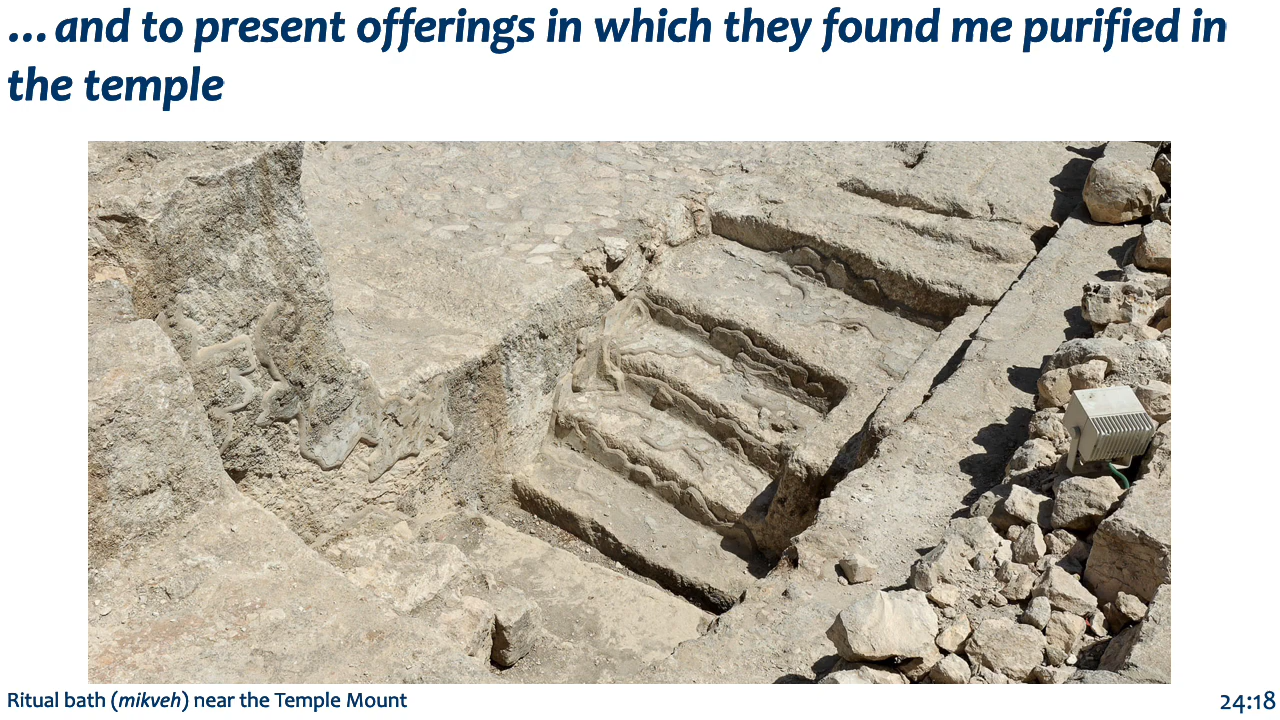 …and to present offerings in which they found me purified in
the temple
Ritual bath (mikveh) near the Temple Mount
24:18